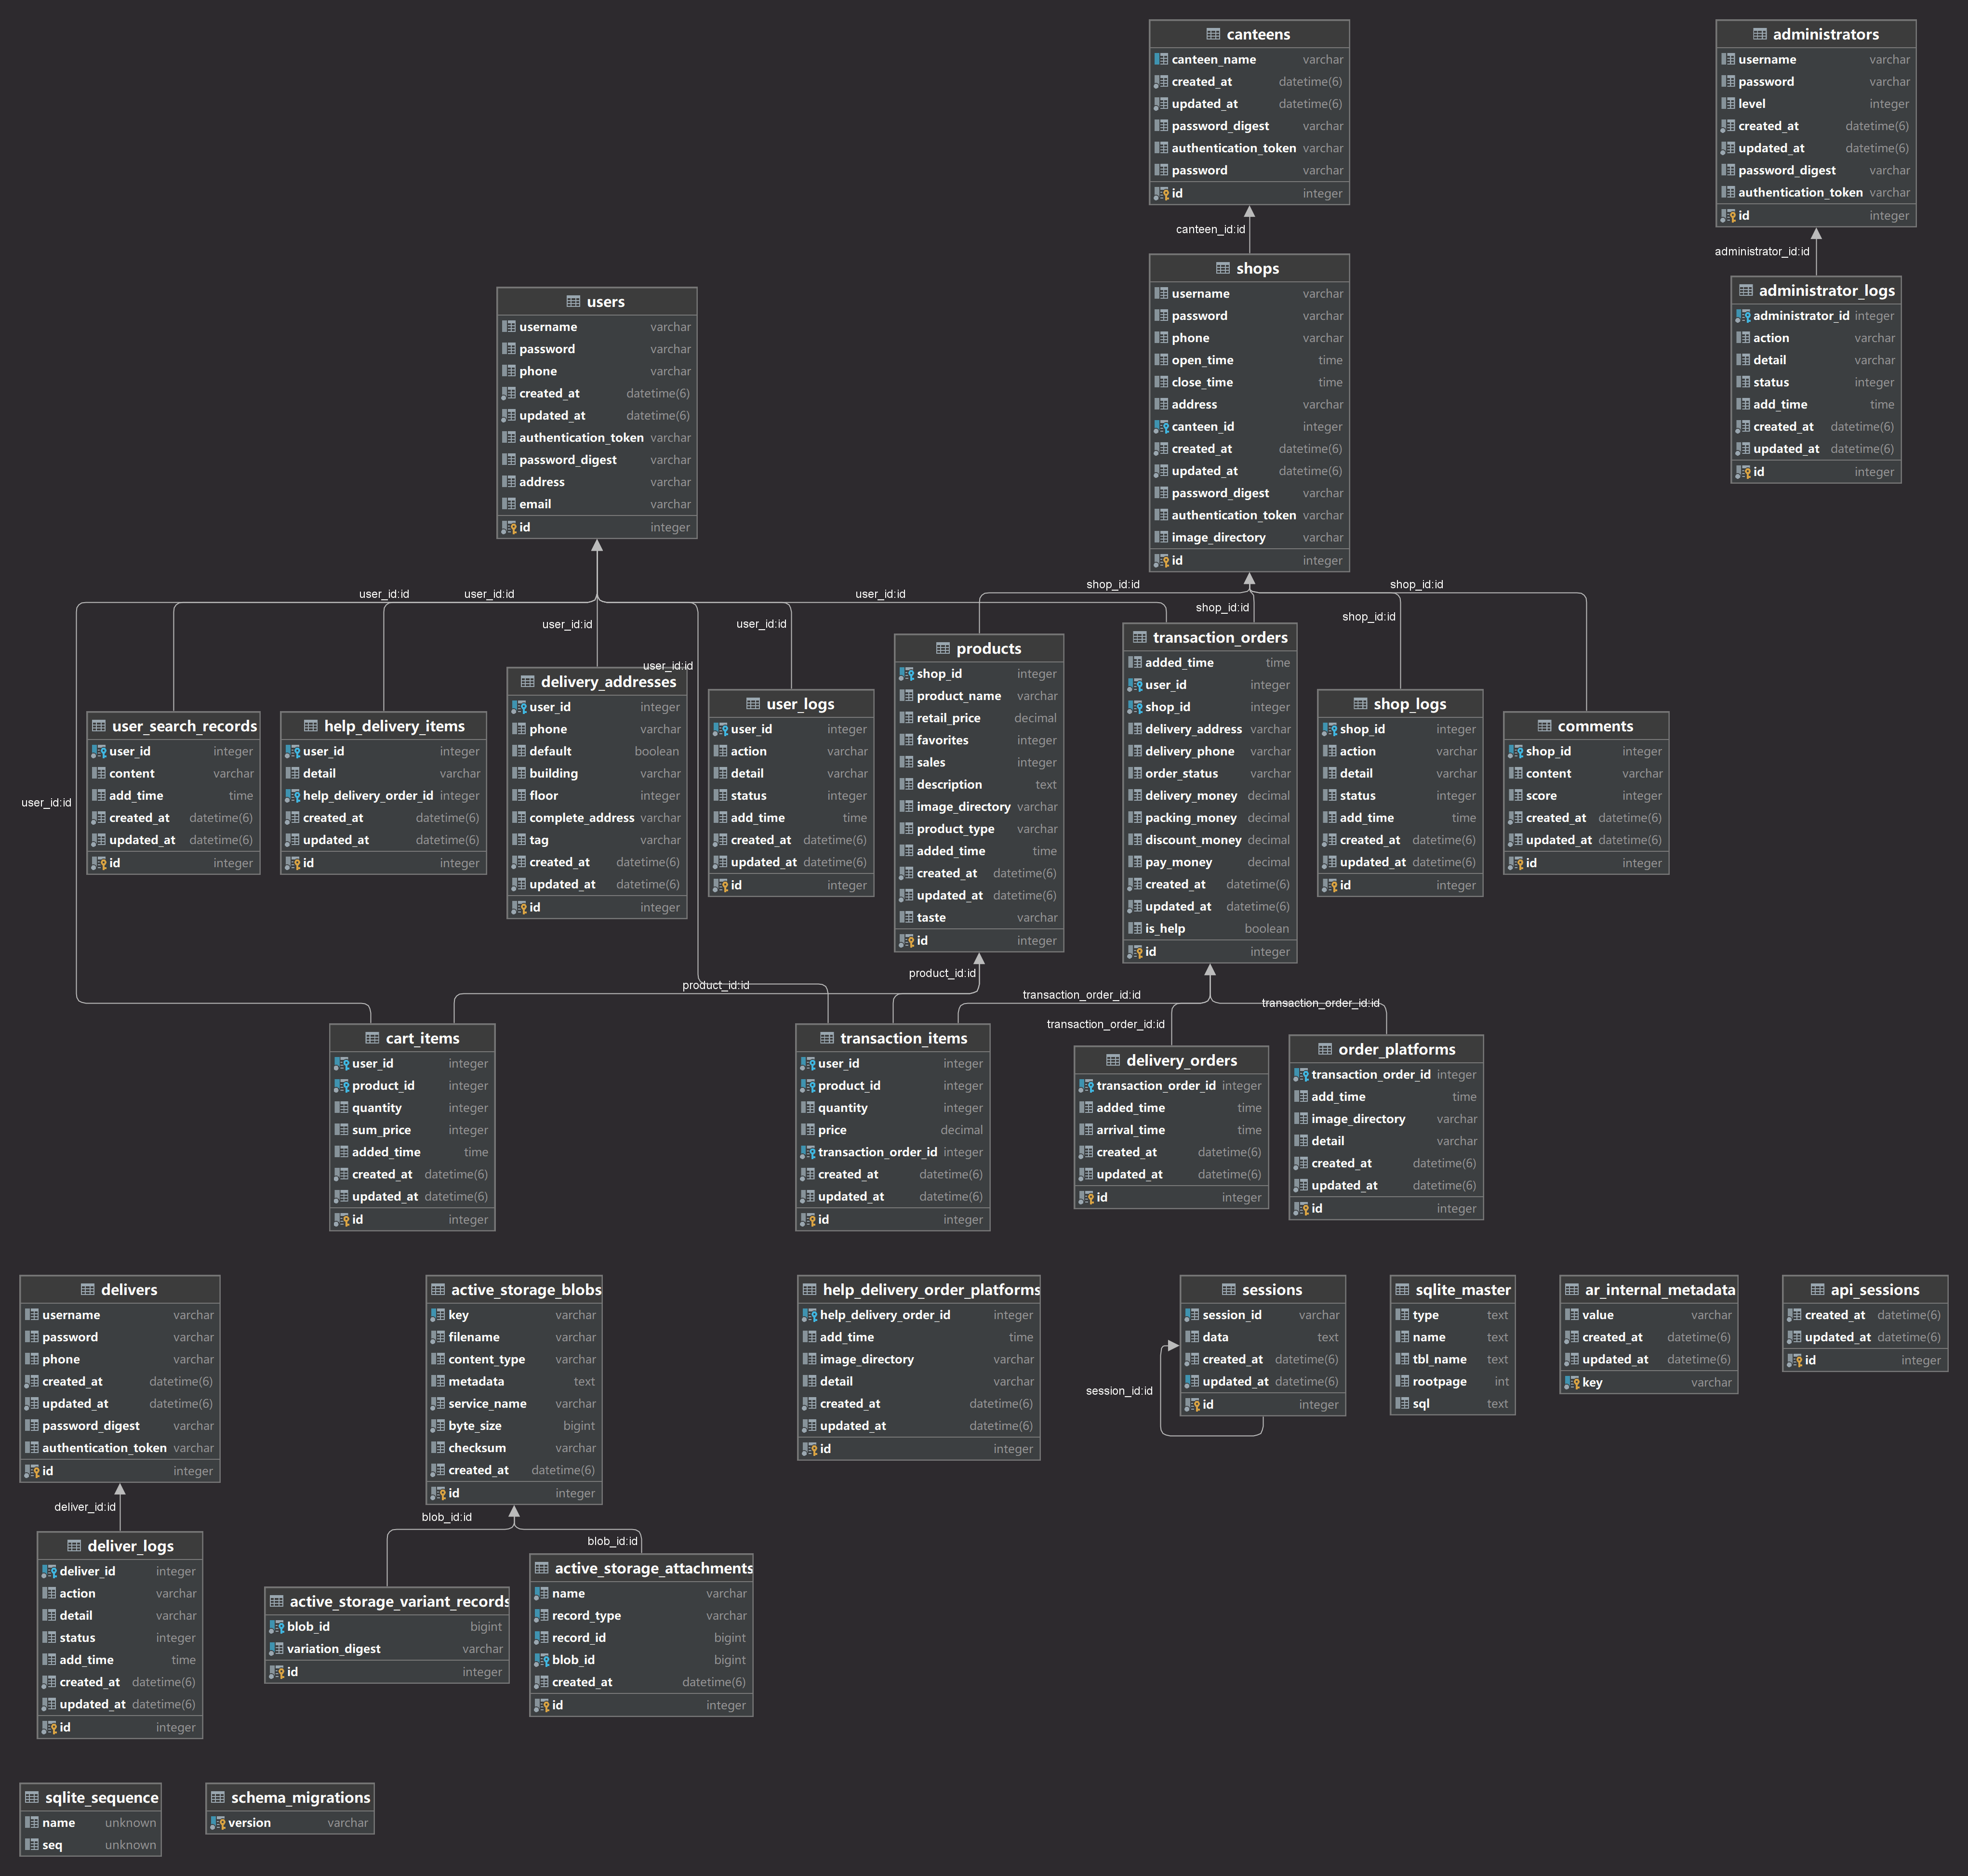 canteens
canteen_name varchar
created_at datetime(6)
updated_at datetime(6)
password_digest varchar
authentication_token varchar
password varchar
id integer
administrators
username varchar
password varchar
level integer
created_at datetime(6)
updated_at datetime(6)
password_digest varchar
authentication_token varchar
id integer
canteen_id:id
administrator_id:id
shops
username varchar
password varchar
phone varchar
open_time time
close_time time
address varchar
canteen_id integer
created_at datetime(6)
updated_at datetime(6)
password_digest varchar
authentication_token varchar
image_directory varchar
id integer
administrator_logs
administrator_id integer
action varchar
detail varchar
status integer
add_time time
created_at datetime(6)
updated_at datetime(6)
id integer
users
username varchar
password varchar
phone varchar
created_at datetime(6)
updated_at datetime(6)
authentication_token varchar
password_digest varchar
address varchar
email varchar
id integer
user_id:id
user_id:id
user_id:id
user_id:id
user_id:id
user_id:id
user_id:id
shop_id:id
shop_id:id
shop_id:id
shop_id:id
user_search_records
user_id integer
content varchar
add_time time
created_at datetime(6)
updated_at datetime(6)
id integer
help_delivery_items
user_id integer
detail varchar
help_delivery_order_id integer
created_at datetime(6)
updated_at datetime(6)
id integer
delivery_addresses
user_id integer
phone varchar
default boolean
building varchar
floor integer
complete_address varchar
tag varchar
created_at datetime(6)
updated_at datetime(6)
id integer
user_logs
user_id integer
action varchar
detail varchar
status integer
add_time time
created_at datetime(6)
updated_at datetime(6)
id integer
products
shop_id integer
product_name varchar
retail_price decimal
favorites integer
sales integer
description text
image_directory varchar
product_type varchar
added_time time
created_at datetime(6)
updated_at datetime(6)
taste varchar
id integer
transaction_orders
added_time time
user_id integer
shop_id integer
delivery_address varchar
delivery_phone varchar
order_status varchar
delivery_money decimal
packing_money decimal
discount_money decimal
pay_money decimal
created_at datetime(6)
updated_at datetime(6)
is_help boolean
id integer
shop_logs
shop_id integer
action varchar
detail varchar
status integer
add_time time
created_at datetime(6)
updated_at datetime(6)
id integer
comments
shop_id integer
content varchar
score integer
created_at datetime(6)
updated_at datetime(6)
id integer
product_id:id
product_id:id
transaction_order_id:id
transaction_order_id:id
transaction_order_id:id
cart_items
user_id integer
product_id integer
quantity integer
sum_price integer
added_time time
created_at datetime(6)
updated_at datetime(6)
id integer
transaction_items
user_id integer
product_id integer
quantity integer
price decimal
transaction_order_id integer
created_at datetime(6)
updated_at datetime(6)
id integer
delivery_orders
transaction_order_id integer
added_time time
arrival_time time
created_at datetime(6)
updated_at datetime(6)
id integer
order_platforms
transaction_order_id integer
add_time time
image_directory varchar
detail varchar
created_at datetime(6)
updated_at datetime(6)
id integer
delivers
username varchar
password varchar
phone varchar
created_at datetime(6)
updated_at datetime(6)
password_digest varchar
authentication_token varchar
id integer
active_storage_blobs
key varchar
filename varchar
content_type varchar
metadata text
service_name varchar
byte_size bigint
checksum varchar
created_at datetime(6)
id integer
help_delivery_order_platforms
help_delivery_order_id integer
add_time time
image_directory varchar
detail varchar
created_at datetime(6)
updated_at datetime(6)
id integer
sessions
session_id varchar
data text
created_at datetime(6)
updated_at datetime(6)
id integer
session_id:id
sqlite_master
type text
name text
tbl_name text
rootpage int
sql text
ar_internal_metadata
value varchar
created_at datetime(6)
updated_at datetime(6)
key varchar
api_sessions
created_at datetime(6)
updated_at datetime(6)
id integer
deliver_id:id
blob_id:id
blob_id:id
deliver_logs
deliver_id integer
action varchar
detail varchar
status integer
add_time time
created_at datetime(6)
updated_at datetime(6)
id integer
active_storage_variant_records
blob_id bigint
variation_digest varchar
id integer
active_storage_attachments
name varchar
record_type varchar
record_id bigint
blob_id bigint
created_at datetime(6)
id integer
sqlite_sequence
name unknown
seq unknown
schema_migrations
version varchar